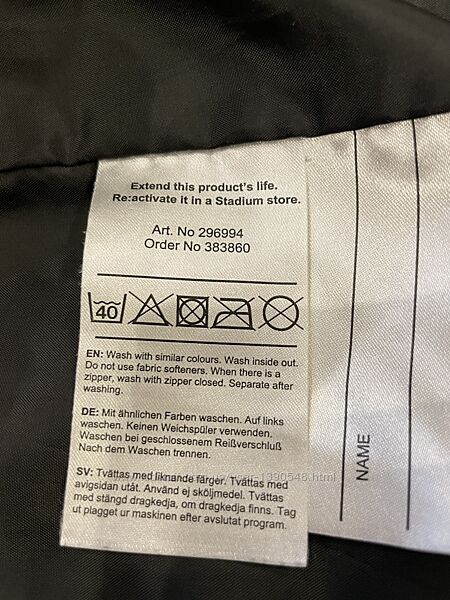 Extend this product's life.
Re:activate it in a Stadium store.
Art. No 296994
Order No 383860
40
EN: Wash with similar colours. Wash inside out.
Do not use fabric softeners. When there is a
zipper, wash with zipper closed. Separate after
washing.
DE: Mit ähnlichen Farben waschen. Auf links
waschen. Keinen Weichspüler verwenden.
Waschen bei geschlossenem Reißverschluß
Nach dem Waschen trennen.
SV: Tvättas med liknande färger. Tvättas med
avigsidan utåt. Använd ej sköljmedel. Tvättas
med stängd dragkedja, om dragkedja finns. Tag
ut plagget ur maskinen efter avslutat program.
NAME